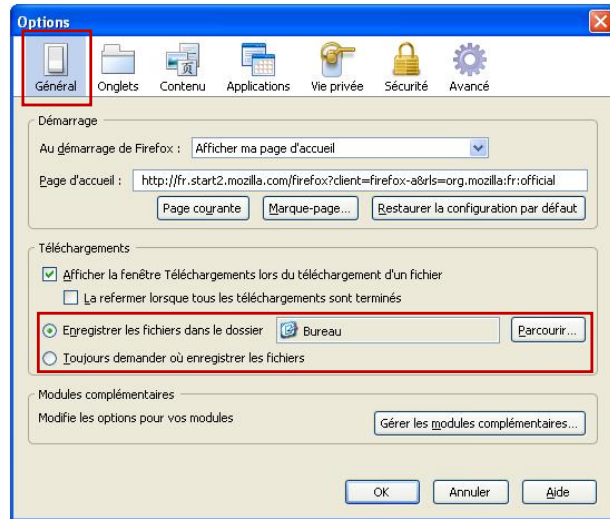 Options
Général Onglets Contenu Applications Vie privée Sécurité Avancé
Démarrage
Au démarrage de Firefox : Afficher ma page d'accueil
Page d'accueil : http://fr.start2.mozilla.com/firefox?client=firefox-a&rls=org.mozilla:fr:official
Page courante Marque-page... Restaurer la configuration par défaut
Téléchargements
Afficher la fenêtre Téléchargements lors du téléchargement d'un fichier
La refermer lorsque tous les téléchargements sont terminés
Enregistrer les fichiers dans le dossier Bureau Parcourir...
Toujours demander où enregistrer les fichiers
Modules complémentaires
Modifie les options pour vos modules Gérer les modules complémentaires...
OK Annuler Aide